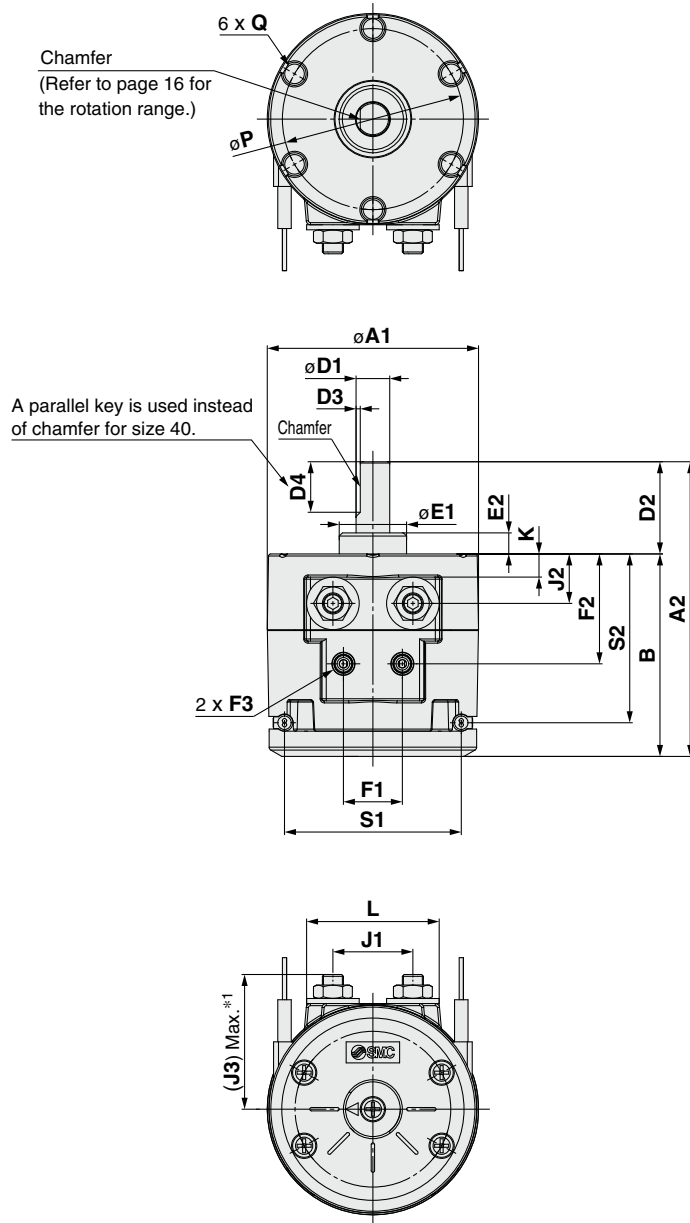 6 x Q
Chamfer
(Refer to page 16 for
the rotation range.)
øP
øA1
øD1
D3
A parallel key is used instead
of chamfer for size 40.
Chamfer
D4
øE1
E2
K
J2
F2
S2
B
D2
A2
2 x F3
F1
S1
L
J1
(J3) Max.*1
SMC